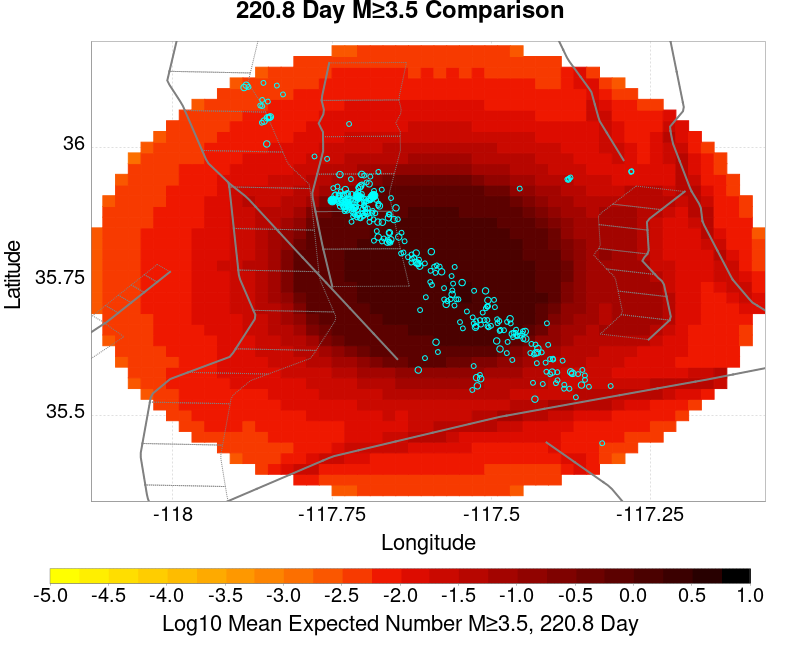 220.8 Day M≥3.5 Comparison
36
35.75
35.5
Latitude
-118 -117.75 -117.5 -117.25
Longitude
-5.0 -4.5 -4.0 -3.5 -3.0 -2.5 -2.0 -1.5 -1.0 -0.5 0.0 0.5 1.0
Log10 Mean Expected Number M≥3.5, 220.8 Day